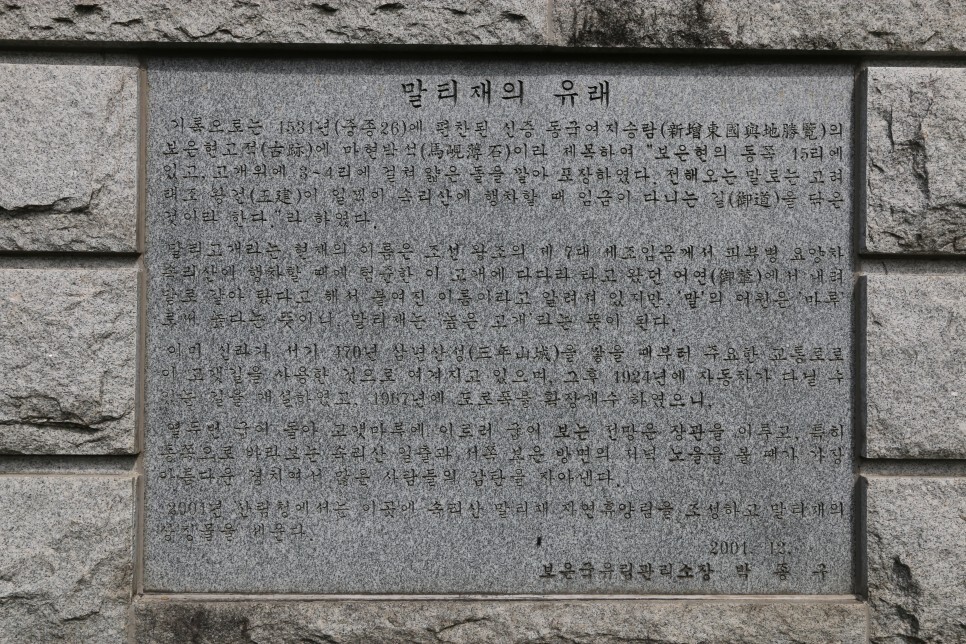 말티재의 유래
기록으로는 1531년(중종26)에 편찬된 신증 동국여지승람(新增東國輿地勝覽)의
보은현고적(古跡)에 마현박석(馬峴薄石)이라 제목하여 "보은현의 동쪽 15리에
있고, 고개위에 3~4리에 걸쳐 얇은 돌을 깔아 포장하였다. 전해오는 말로는 고려
태조 왕건(王建)이 일찍이 속리산에 행차할 때 임금이 다니는 길(御道)을 닦은
것이라 한다."라 하였다.
말티고개라는 현재의 이름은 조선 왕조의 제 7대 세조임금께서 피부병 요양차
속리산에 행차할 때에 험준한 이 고개에 다다라 타고 왔던 어연(御輦)에서 내려
말로 갈아 탔다고 해서 붙여진 이름이라고 알려져 있지만, '말'의 어원은 '마루'
로써 높다는 뜻이니, 말티재는 '높은 고개'라는 뜻이 된다.
이미 신라가 서기 470년 삼년산성(三年山城)을 쌓을 때부터 주요한 교통로로
이 고갯길을 사용한 것으로 여겨지고 있으며, 그후 1924년에 자동차가 다닐 수
있는 길을 개설하였고, 1967년에 도로폭을 확장개수 하였으니,
열두번 굽이 돌아 고갯마루에 이르러 굽어 보는 전망은 장관을 이루고, 특히
동쪽으로 바라보는 속리산 일출과 서쪽 보은 방면의 저녁 노을을 볼 때가 가장
아름다운 경치여서 많은 사람들의 감탄을 자아낸다.
2001년 산림청에서는 이곳에 속리산 말티재 자연휴양림을 조성하고 말티재의
상징돌을 세운다.
2001. 12.
보은국유림관리소장 박 종 구